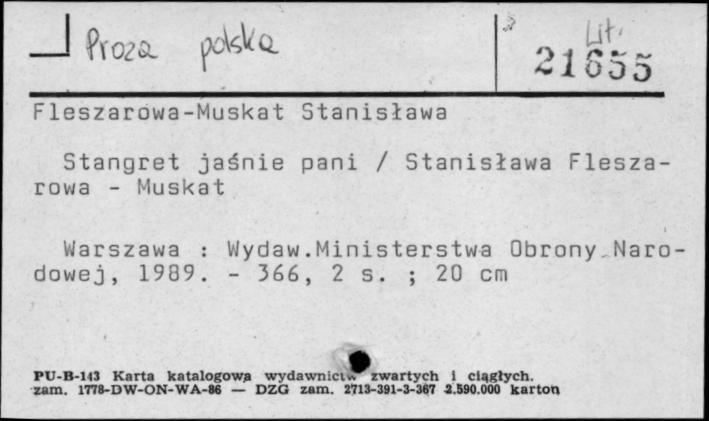 Proza polska
Lit.
21655
Fleszarowa-Muskat Stanisława
Stangret jaśnie pani / Stanisława Flesza-
rowa - Muskat
Warszawa : Wydaw.Ministerstwa Obrony Naro-
dowej, 1989. - 366, 2 s. ; 20 cm
PU-B-143 Karta katalogowa wydawnictw zwartych i ciągłych.
zam. 1778-DW-ON-WA-86 — DZG zam. 2713-391-3-367 2.590.000 karton